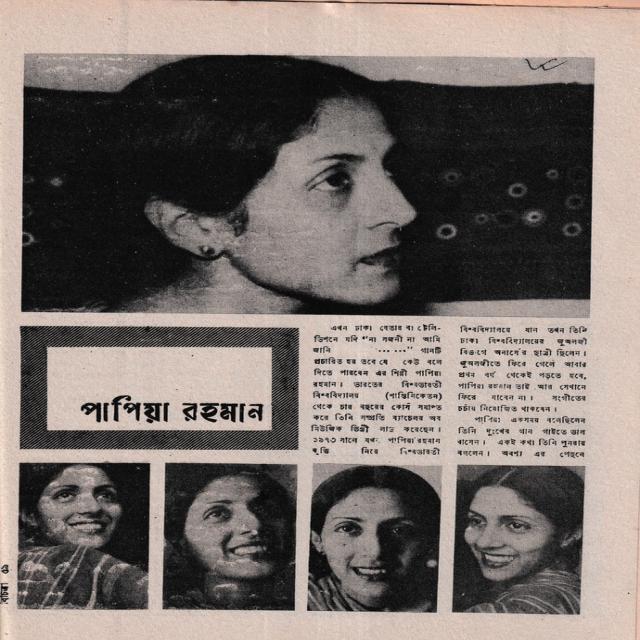 পাপিয়া রহমান
এখন ঢাকা বেতার বা টেলি-
ভিশনে যদি "না সজনী না আমি
জানি ... ..." গানটি
প্রচারিত হয় তবে যে কেউ বলে
দিতে পারবেন এর শিল্পী পাপিয়া
রহমান। ভারতের বিশ্বভারতী
বিশ্ববিদ্যালয় (শান্তিনিকেতন)
থেকে চার বছরের কোর্স সমাপ্ত
করে তিনি সম্প্রতি ব্যাচেলর অব
মিউজিক ডিগ্রী লাভ করেছেন।
১৯৭৩ সালে যখন পাপিয়া রহমান
বৃত্তি নিয়ে বিশ্বভারতী
বিশ্ববিদ্যালয়ে যান তখন তিনি
ঢাকা বিশ্ববিদ্যালয়ের প্রাণিবিদ্যা
বিভাগে অনার্সের ছাত্রী ছিলেন।
ফিরে গেলে আবার
প্রথম বর্ষ থেকেই পড়তে হবে,
পাপিয়া রহমান তাই আর সেখানে
ফিরে যাবেন না। সংগীতের
চর্চায় নিয়োজিত থাকবেন।
পাপিয়া একসময় বলেছিলেন
তিনি দুঃখের গান গাইতে ভাল
বাসেন। একই কথা তিনি পুনরায়
বললেন। অবশ্য এর পেছনে
বিচিত্রা ৫৯